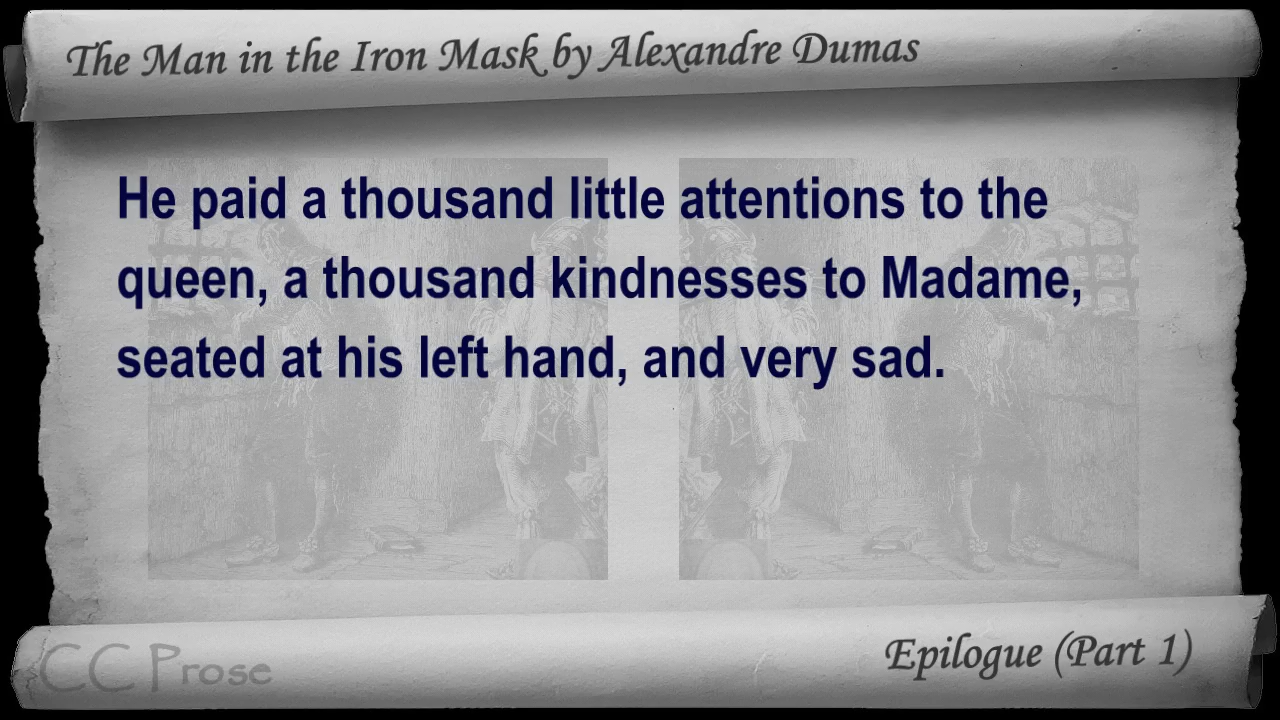 The Man in the Iron Mask by Alexandre Dumas
He paid a thousand little attentions to the
queen, a thousand kindnesses to Madame,
seated at his left hand, and very sad.
CC Prose
Epilogue (Part 1)